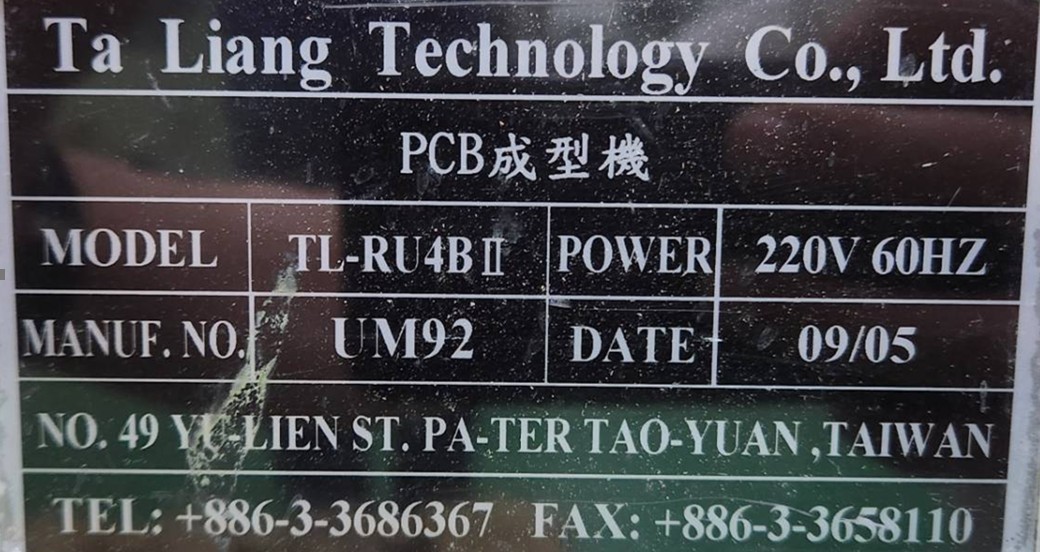 Ta Liang Technology Co., Ltd.
PCB成型機
MODEL TL-RU4BⅡ POWER 220V 60HZ
MANUF. NO. UM92 DATE 09/05
NO. 49 YU-LIEN ST. PA-TER TAO-YUAN ,TAIWAN
TEL: +886-3-3686367 FAX: +886-3-3658110